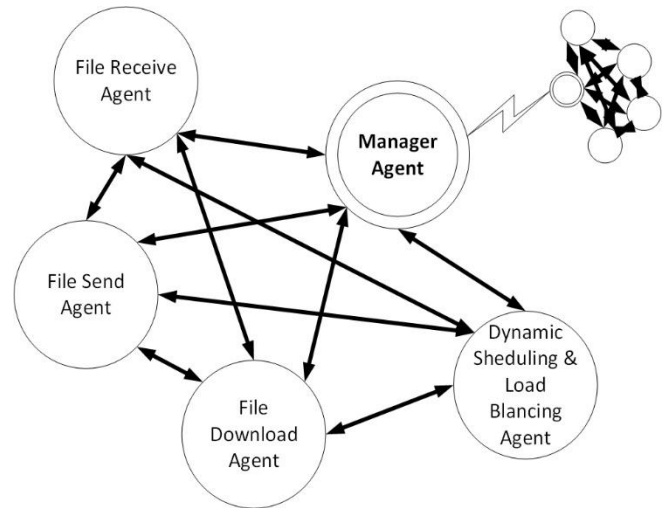 File Receive
Agent
Manager
Agent
File Send
Agent
Dynamic
Sheduling &
Load
Blancing
Agent
File
Download
Agent